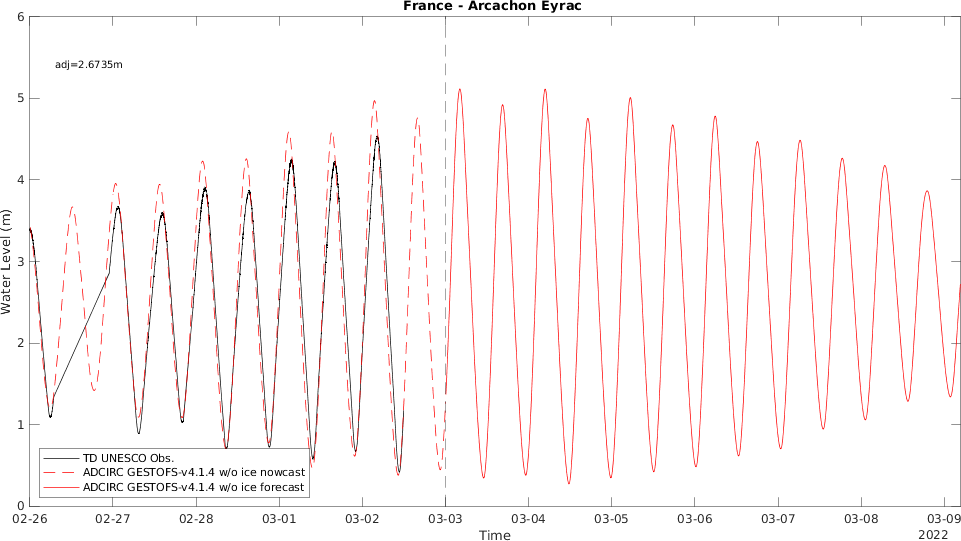 France - Arcachon Eyrac
6
adj=2.6735m
5
4
3
2
1
0
Water Level (m)
TD UNESCO Obs.
ADCIRC GESTOFS-v4.1.4 w/o ice nowcast
ADCIRC GESTOFS-v4.1.4 w/o ice forecast
02-26 02-27 02-28 03-01 03-02 03-03 03-04 03-05 03-06 03-07 03-08 03-09
Time
2022